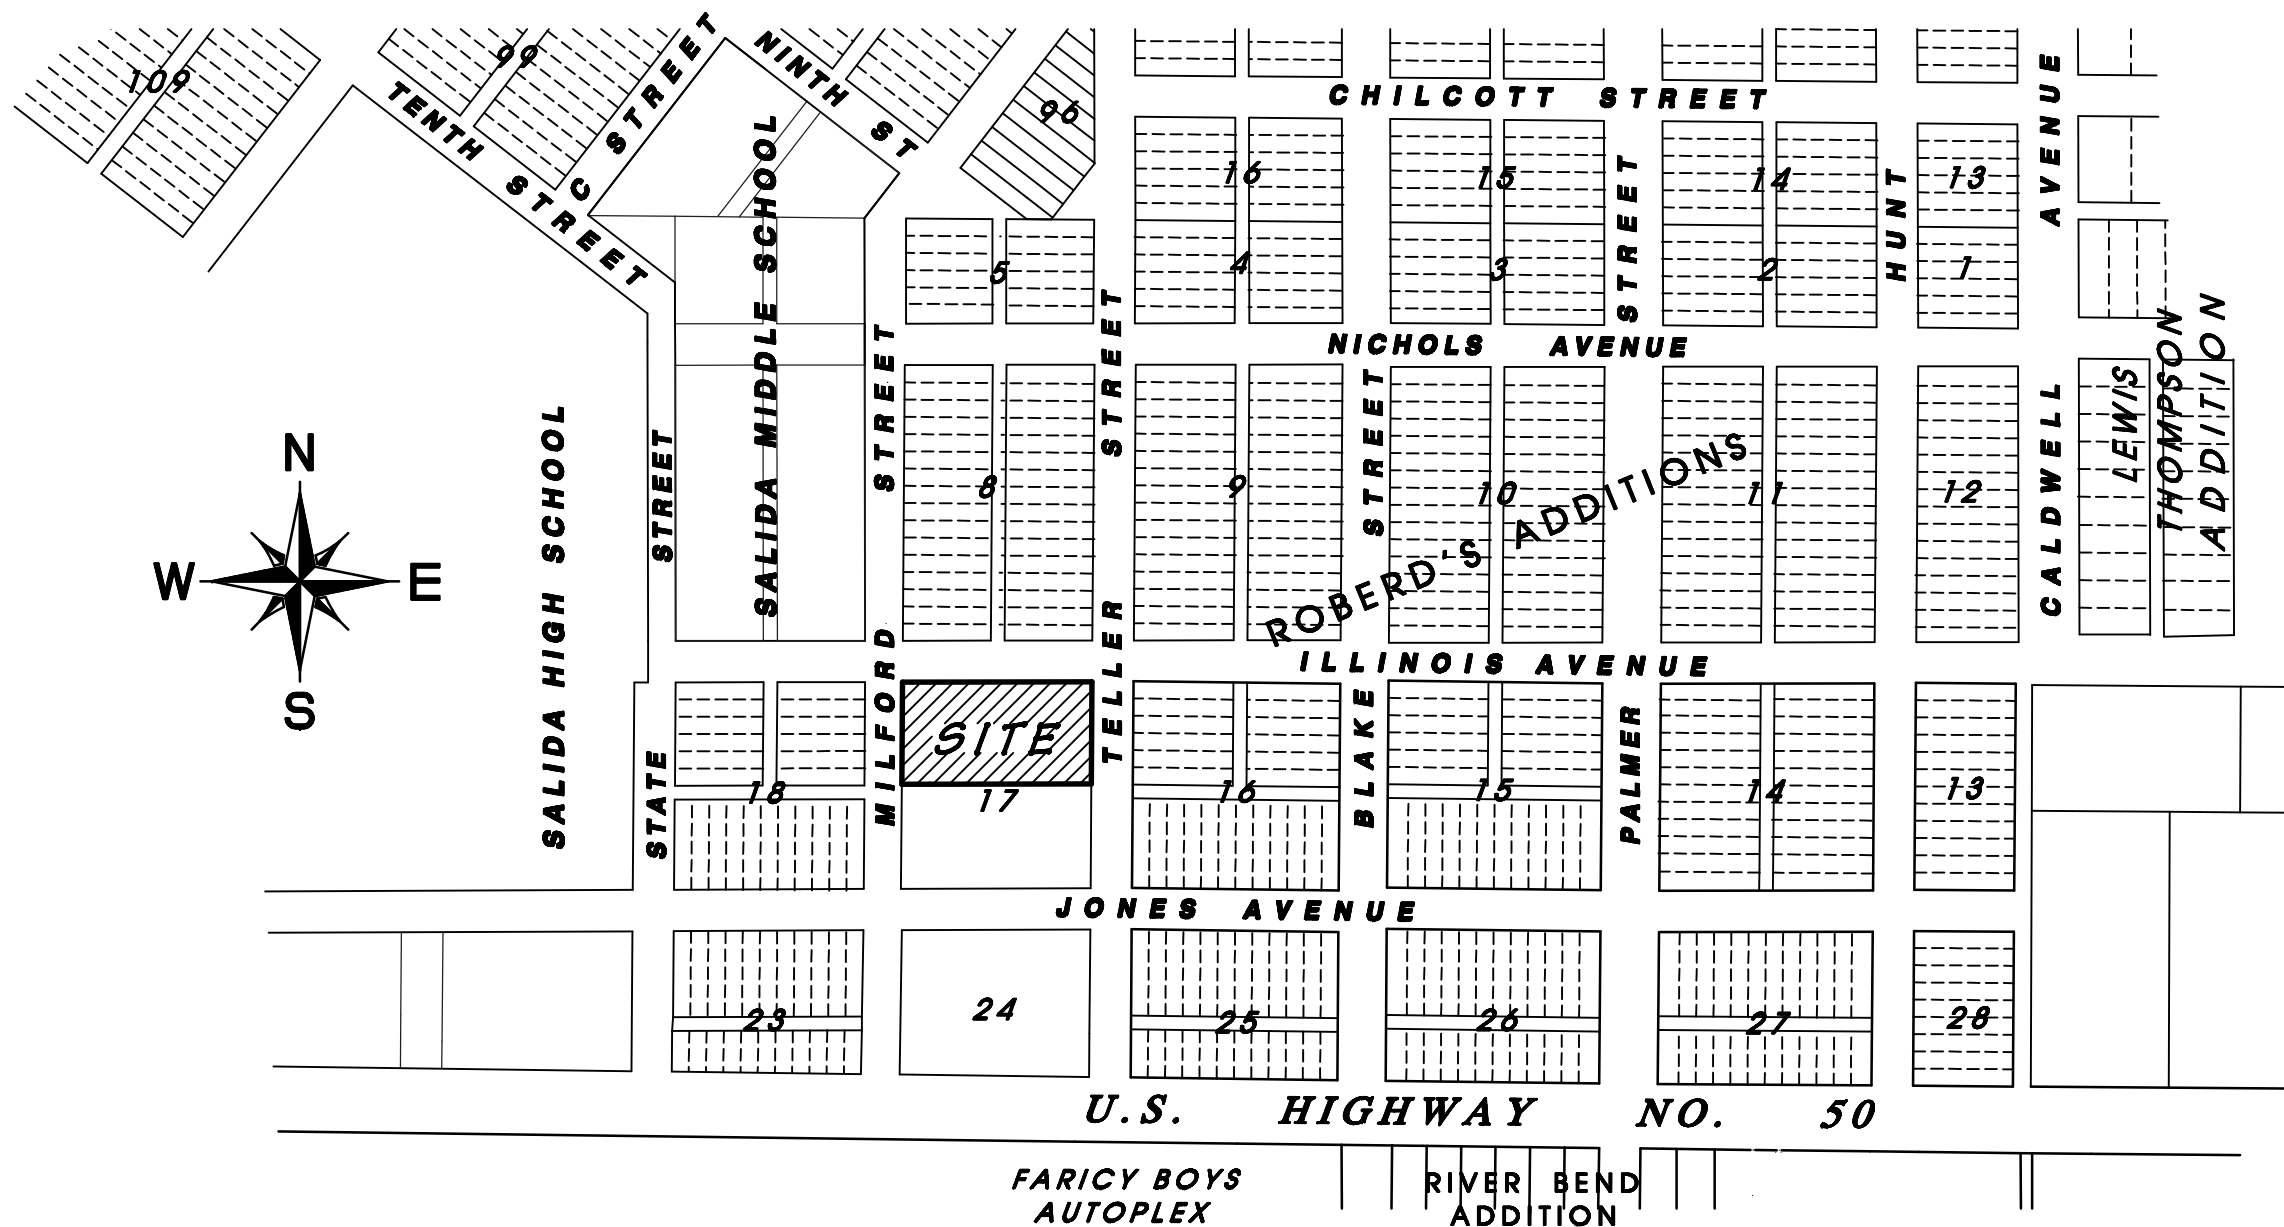 109
99
96
TENTH STREET
C STREET
NINTH ST
CHILCOTT STREET
16
15
14
13
5
4
3
2
1
NICHOLS AVENUE
8
9
10
11
12
ROBERD'S ADDITIONS
LEWIS
THOMPSON
ADDITION
SALIDA HIGH SCHOOL
SALIDA MIDDLE SCHOOL
STATE STREET
MILFORD STREET
TELLER STREET
BLAKE STREET
PALMER STREET
HUNT
CALDWELL AVENUE
N
W
E
S
ILLINOIS AVENUE
SITE
18
17
16
15
14
13
JONES AVENUE
23
24
25
26
27
28
U.S. HIGHWAY NO. 50
FARICY BOYS
AUTOPLEX
RIVER BEND
ADDITION